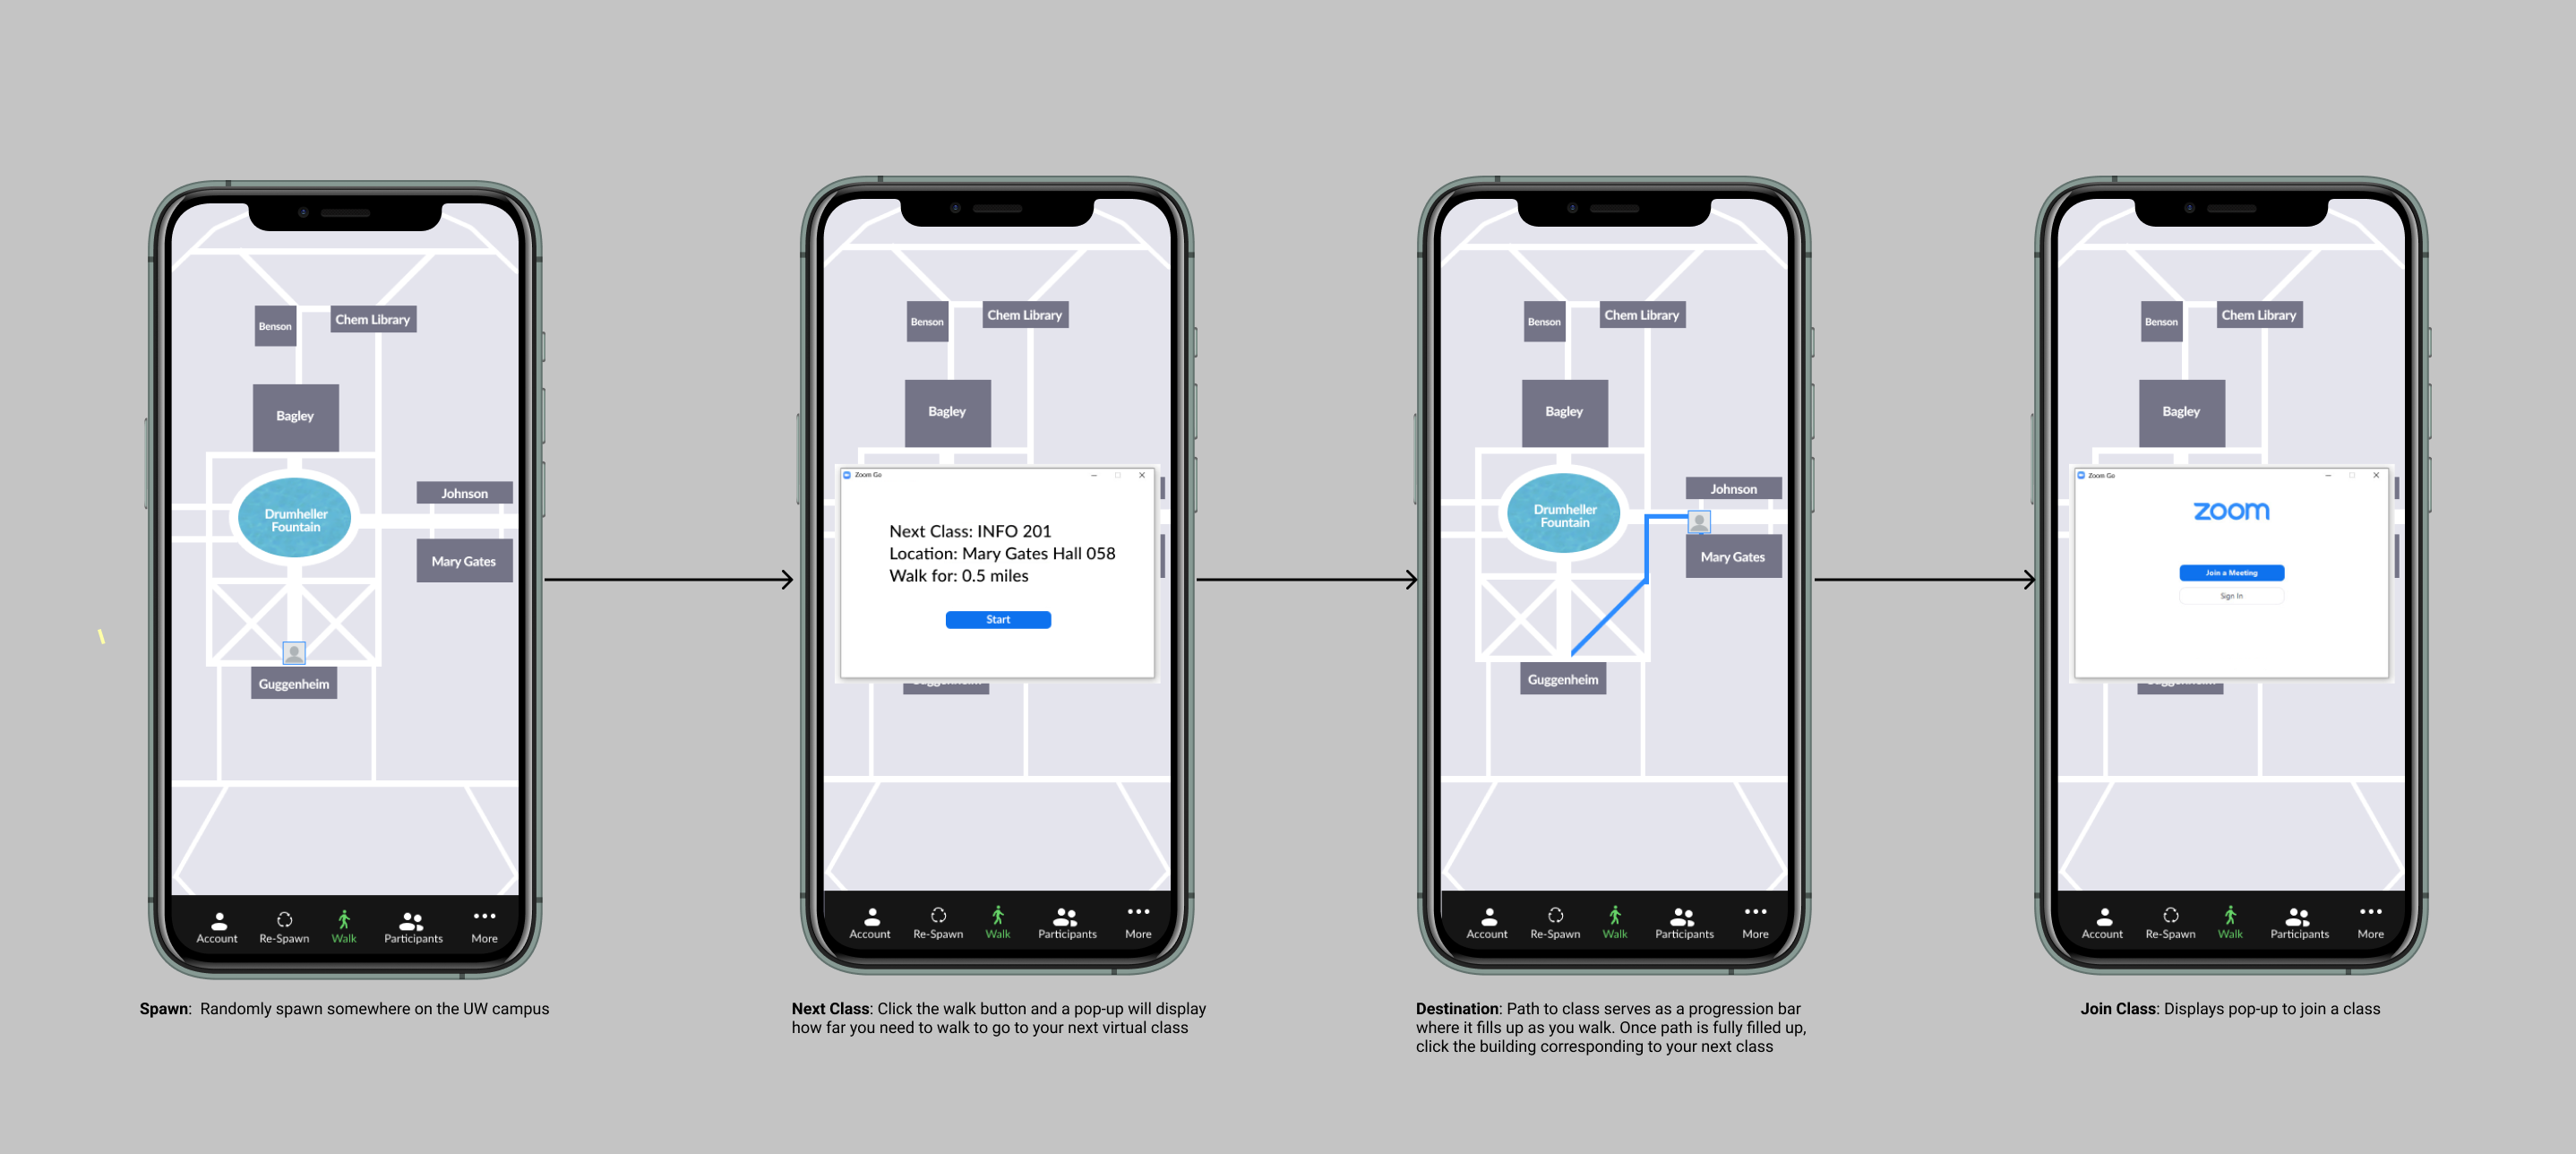 Benson
Chem Library
Bagley
Drumheller
Fountain
Johnson
Mary Gates
Guggenheim
Account
Re-Spawn
Walk
Participants
More
Spawn: Randomly spawn somewhere on the UW campus
Benson
Chem Library
Bagley
Zoom Go
Next Class: INFO 201
Location: Mary Gates Hall 058
Walk for: 0.5 miles
Start
Guggenheim
Account
Re-Spawn
Walk
Participants
More
Next Class: Click the walk button and a pop-up will display
how far you need to walk to go to your next virtual class
Benson
Chem Library
Bagley
Drumheller
Fountain
Johnson
Mary Gates
Guggenheim
Account
Re-Spawn
Walk
Participants
More
Destination: Path to class serves as a progression bar
where it fills up as you walk. Once path is fully filled up,
click the building corresponding to your next class
Benson
Chem Library
Bagley
Zoom Go
zoom
Join a Meeting
Sign In
Guggenheim
Account
Re-Spawn
Walk
Participants
More
Join Class: Displays pop-up to join a class